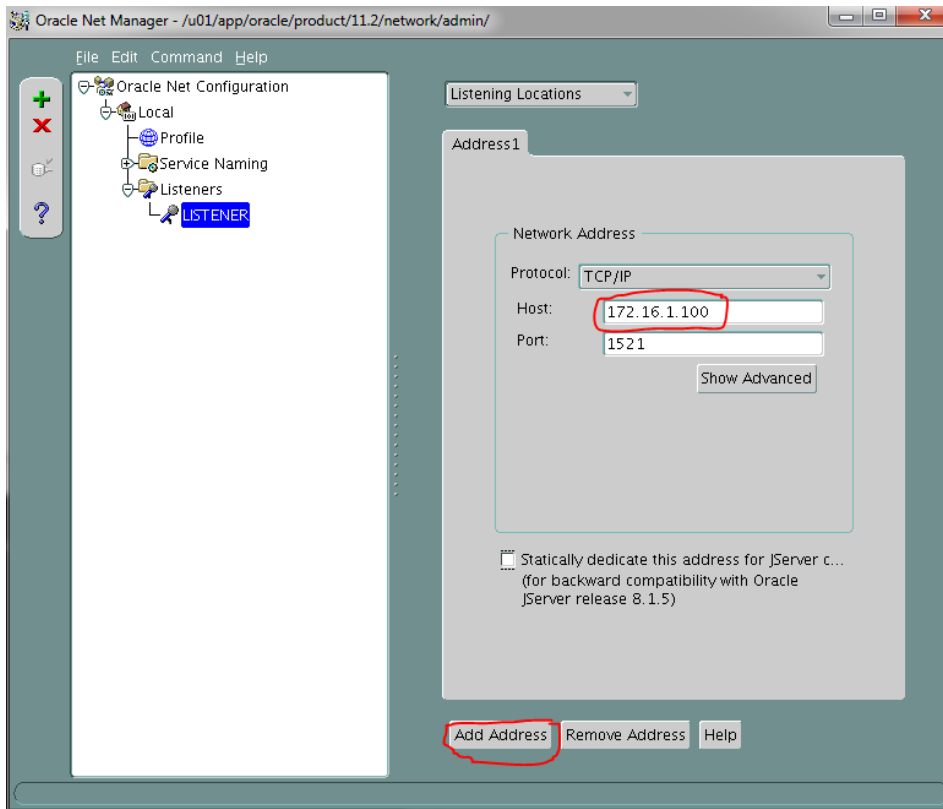 Oracle Net Manager - /u01/app/oracle/product/11.2/network/admin/
File Edit Command Help
Oracle Net Configuration
Local
Profile
Service Naming
Listeners
LISTENER
Listening Locations
Address1
Network Address
Protocol: TCP/IP
Host: 172.16.1.100
Port: 1521
Show Advanced
Statically dedicate this address for JServer c...
(for backward compatibility with Oracle
JServer release 8.1.5)
Add Address Remove Address Help